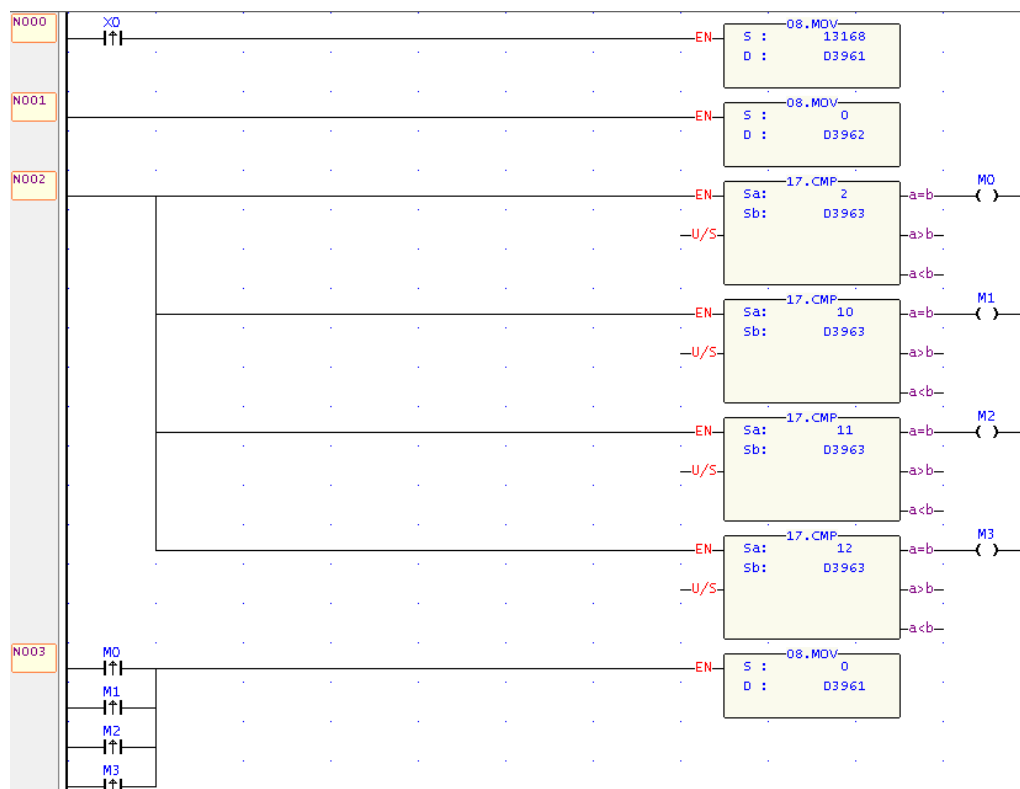 N000
X0
08.MOV
EN
S : 13168
D : D3961
N001
08.MOV
EN
S : 0
D : D3962
N002
17.CMP
M0
EN
Sa: 2
a=b
Sb: D3963
U/S
a>b
a<b
17.CMP
M1
EN
Sa: 10
a=b
Sb: D3963
U/S
a>b
a<b
17.CMP
M2
EN
Sa: 11
a=b
Sb: D3963
U/S
a>b
a<b
17.CMP
M3
EN
Sa: 12
a=b
Sb: D3963
U/S
a>b
a<b
N003
M0
08.MOV
EN
S : 0
D : D3961
M1
M2
M3